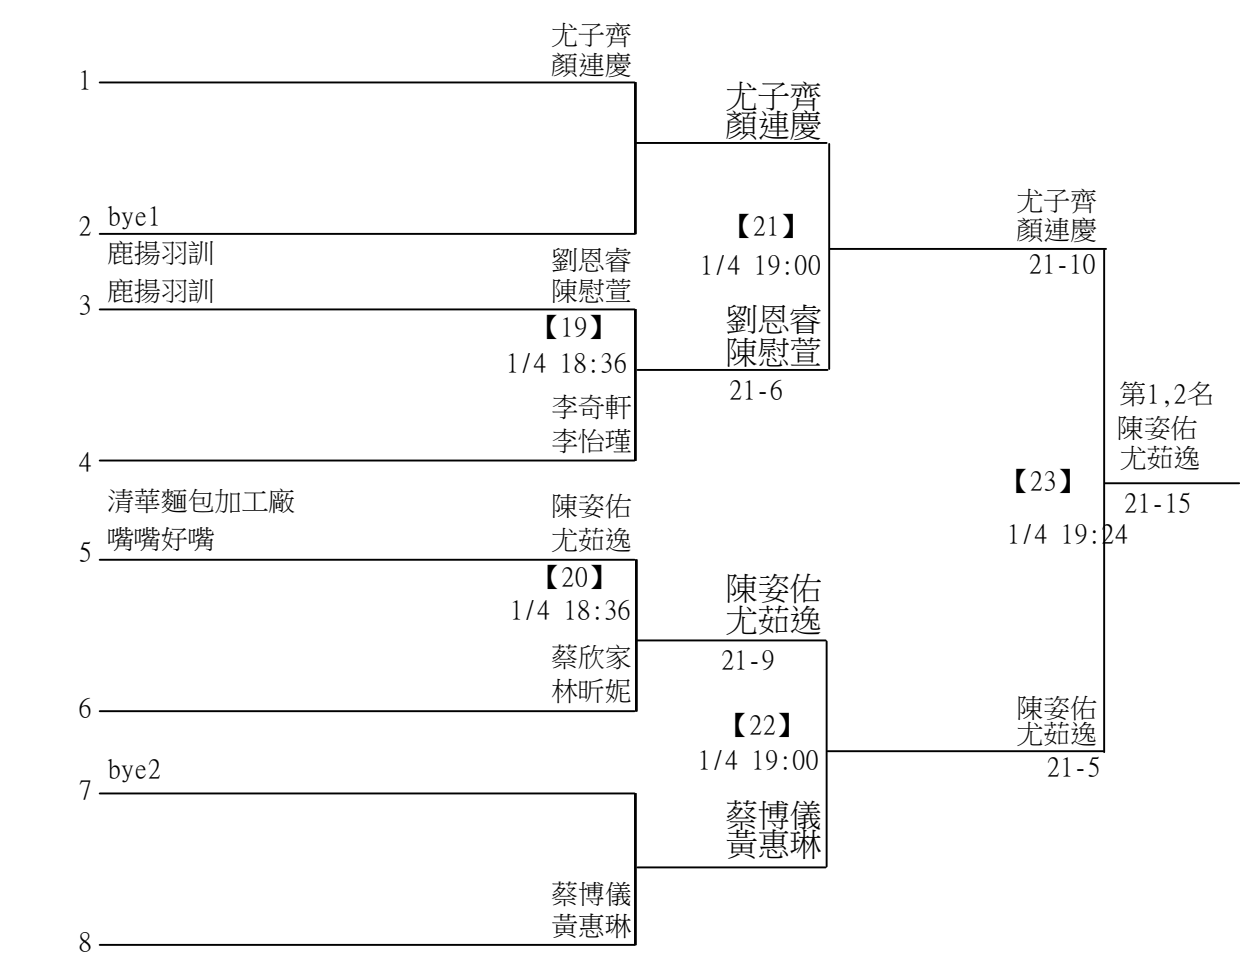 尤子齊
顏連慶
1
尤子齊
顏連慶
bye1
2
尤子齊
顏連慶
【21】
1/4 19:00
21-10
鹿揚羽訓
鹿揚羽訓
3
劉恩睿
陳慰萱
【19】
1/4 18:36
劉恩睿
陳慰萱
21-6
李奇軒
李怡瑾
4
第1,2名
陳姿佑
尤茹逸
【23】
21-15
1/4 19:24
清華麵包加工廠
嘴嘴好嘴
5
陳姿佑
尤茹逸
【20】
1/4 18:36
陳姿佑
尤茹逸
21-9
蔡欣家
林昕妮
6
【22】
1/4 19:00
陳姿佑
尤茹逸
21-5
bye2
7
蔡博儀
黃惠琳
蔡博儀
黃惠琳
8